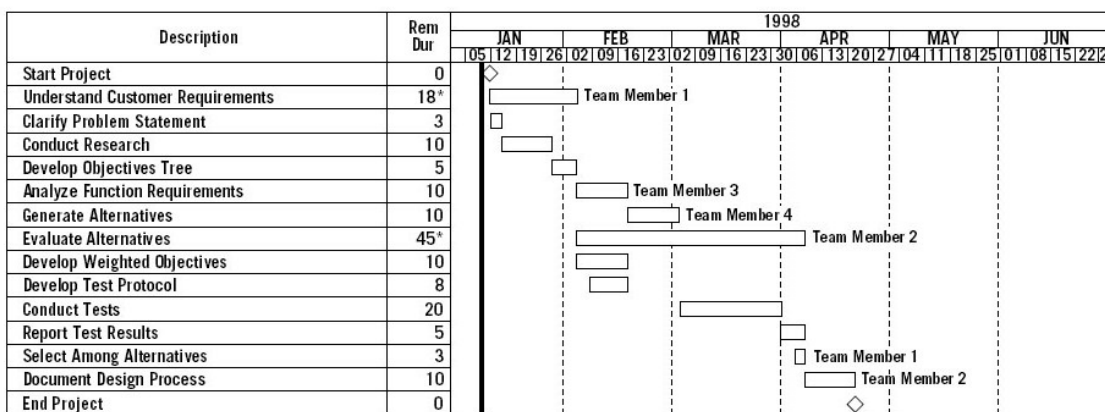 1998
Description Rem Dur JAN FEB MAR APR MAY JUN
05 12 19 26 02 09 16 23 02 09 16 23 30 06 13 20 27 04 11 18 25 01 08 15 22
Start Project 0
Understand Customer Requirements 18* Team Member 1
Clarify Problem Statement 3
Conduct Research 10
Develop Objectives Tree 5
Analyze Function Requirements 10 Team Member 3
Generate Alternatives 10 Team Member 4
Evaluate Alternatives 45* Team Member 2
Develop Weighted Objectives 10
Develop Test Protocol 8
Conduct Tests 20
Report Test Results 5
Select Among Alternatives 3 Team Member 1
Document Design Process 10 Team Member 2
End Project 0